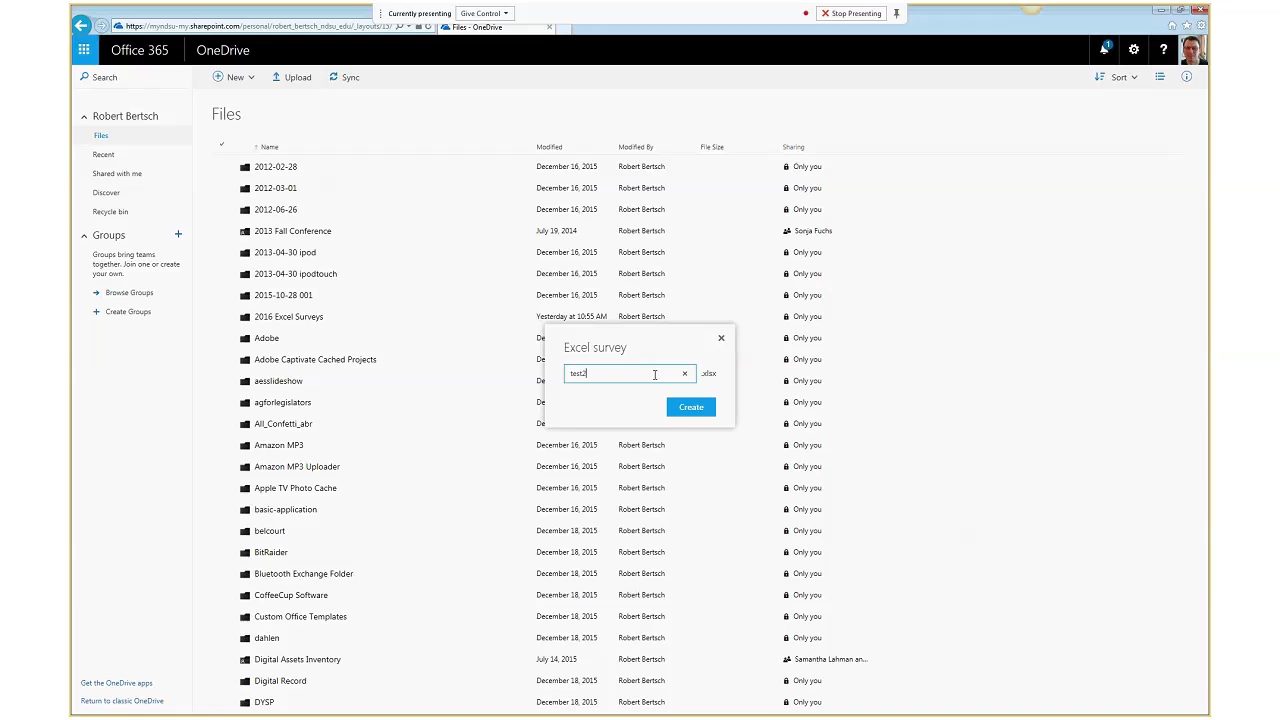 Currently presenting Give Control Stop Presenting
https://myndsu-my.sharepoint.com/personal/robert_bertsch_ndsu_edu/_layouts/15/ Files - OneDrive
Office 365 OneDrive 1 ?
Search New Upload Sync Sort
Robert Bertsch
Files
Recent
Shared with me
Discover
Recycle bin
Groups +
Groups bring teams
together. Join one or create
your own.
Browse Groups
Create Groups
Get the OneDrive apps
Return to classic OneDrive
Files
Name Modified Modified By File Size Sharing
2012-02-28 December 16, 2015 Robert Bertsch Only you
2012-03-01 December 16, 2015 Robert Bertsch Only you
2012-06-26 December 16, 2015 Robert Bertsch Only you
2013 Fall Conference July 19, 2014 Robert Bertsch Sonja Fuchs
2013-04-30 ipod December 16, 2015 Robert Bertsch Only you
2013-04-30 ipodtouch December 16, 2015 Robert Bertsch Only you
2015-10-28 001 December 16, 2015 Robert Bertsch Only you
2016 Excel Surveys Yesterday at 10:55 AM Robert Bertsch Only you
Adobe De Only you
Adobe Captivate Cached Projects De Only you
aesslideshow De Only you
agforlegislators De Only you
All_Confetti_abr De Only you
Excel survey
test2 .xlsx
Create
Amazon MP3 December 16, 2015 Robert Bertsch Only you
Amazon MP3 Uploader December 16, 2015 Robert Bertsch Only you
Apple TV Photo Cache December 16, 2015 Robert Bertsch Only you
basic-application December 16, 2015 Robert Bertsch Only you
belcourt December 18, 2015 Robert Bertsch Only you
BitRaider December 18, 2015 Robert Bertsch Only you
Bluetooth Exchange Folder December 18, 2015 Robert Bertsch Only you
CoffeeCup Software December 18, 2015 Robert Bertsch Only you
Custom Office Templates December 18, 2015 Robert Bertsch Only you
dahlen December 18, 2015 Robert Bertsch Only you
Digital Assets Inventory July 14, 2015 Robert Bertsch Samantha Lahman an...
Digital Record December 18, 2015 Robert Bertsch Only you
DYSP December 18, 2015 Robert Bertsch Only you